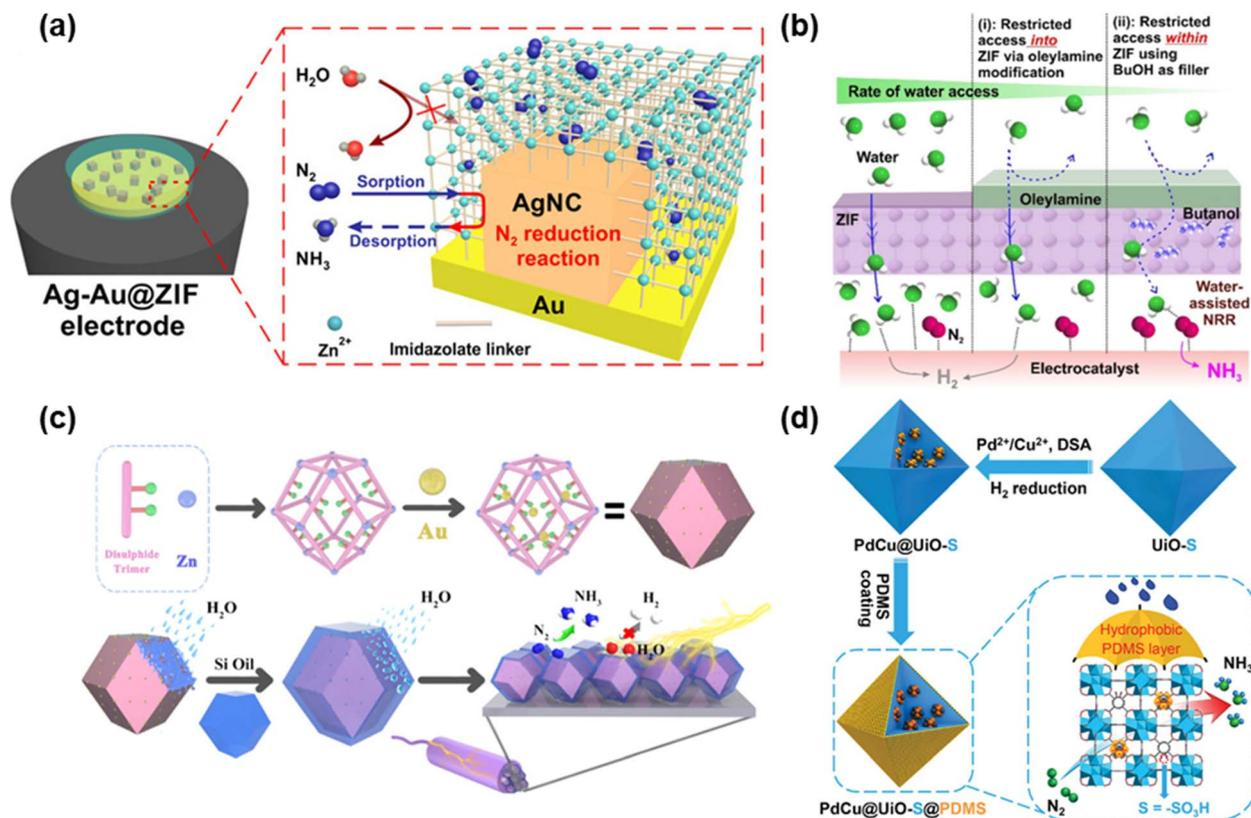 (a)
H₂O
N₂
Sorption
Desorption
NH₃
AgNC
N₂ reduction
reaction
Au
Ag-Au@ZIF
electrode
Zn²⁺
Imidazolate linker
(b)
(i): Restricted
access into
ZIF via oleylamine
modification
(ii): Restricted
access within
ZIF using
BuOH as filler
Rate of water access
Water
Oleylamine
ZIF
Butanol
Water-
assisted
NRR
N₂
H₂
Electrocatalyst
NH₃
(c)
Disulphide
Trimer
Zn
Au
=
H₂O
Si Oil
H₂O
N₂
NH₃
H₂
H₂O
(d)
Pd²⁺/Cu²⁺, DSA
H₂ reduction
PdCu@UiO-S
UiO-S
PDMS
coating
Hydrophobic
PDMS layer
NH₃
N₂
S = -SO₃H
PdCu@UiO-S@PDMS